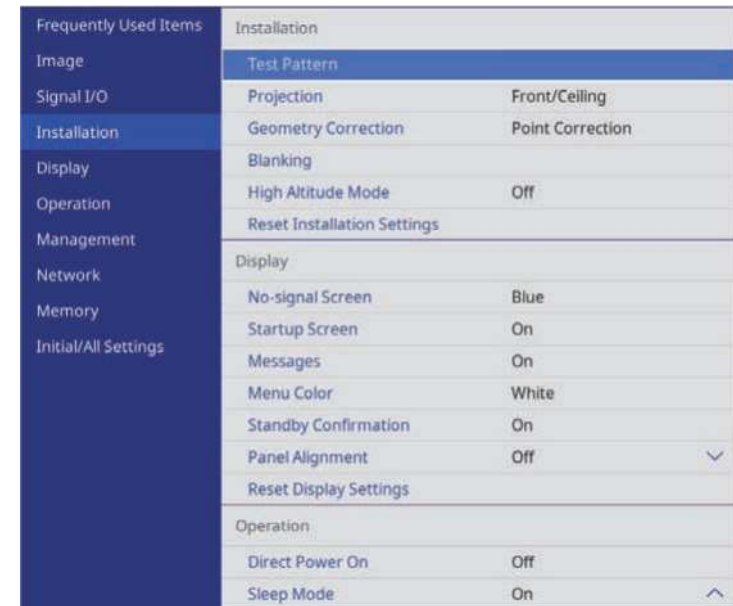 Frequently Used Items
Image
Signal I/O
Installation
Display
Operation
Management
Network
Memory
Initial/All Settings
Installation
Test Pattern
Projection Front/Ceiling
Geometry Correction Point Correction
Blanking
High Altitude Mode Off
Reset Installation Settings
Display
No-signal Screen Blue
Startup Screen On
Messages On
Menu Color White
Standby Confirmation On
Panel Alignment Off
Reset Display Settings
Operation
Direct Power On Off
Sleep Mode On